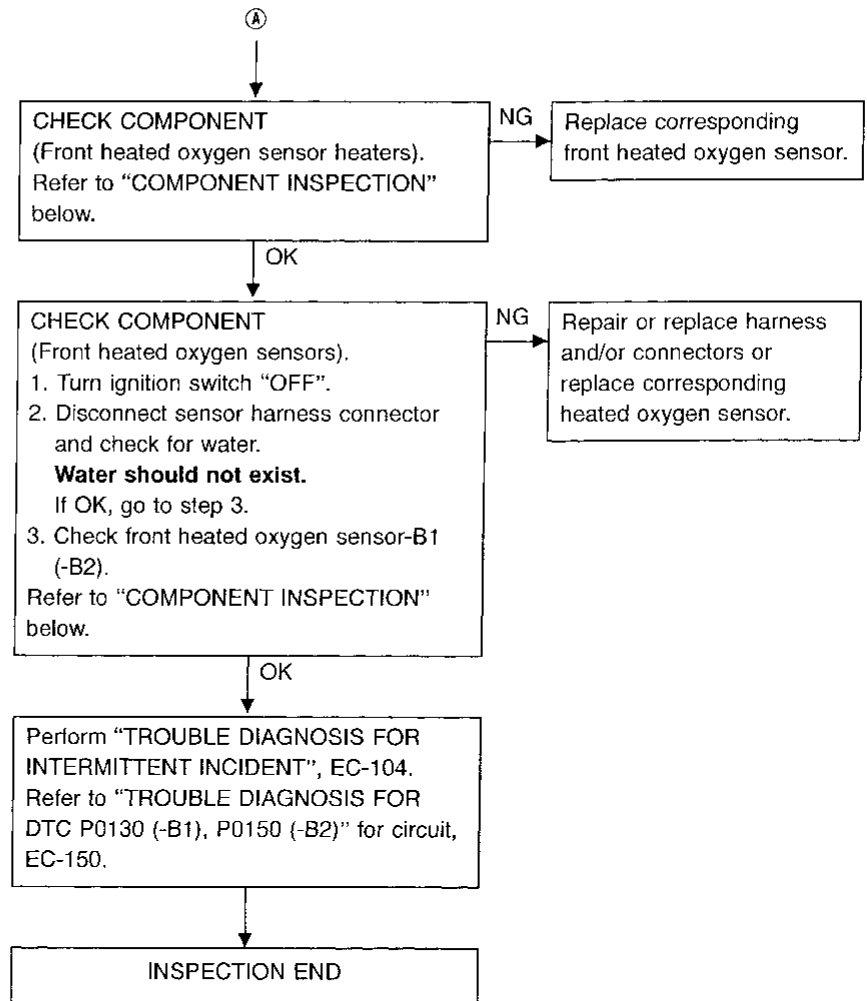 Ⓐ
CHECK COMPONENT
(Front heated oxygen sensor heaters).
Refer to “COMPONENT INSPECTION”
below.
NG
Replace corresponding
front heated oxygen sensor.
OK
CHECK COMPONENT
(Front heated oxygen sensors).
1. Turn ignition switch “OFF”.
2. Disconnect sensor harness connector
and check for water.
Water should not exist.
If OK, go to step 3.
3. Check front heated oxygen sensor-B1
(-B2).
Refer to “COMPONENT INSPECTION”
below.
NG
Repair or replace harness
and/or connectors or
replace corresponding
heated oxygen sensor.
OK
Perform “TROUBLE DIAGNOSIS FOR
INTERMITTENT INCIDENT”, EC-104.
Refer to “TROUBLE DIAGNOSIS FOR
DTC P0130 (-B1), P0150 (-B2)” for circuit,
EC-150.
INSPECTION END